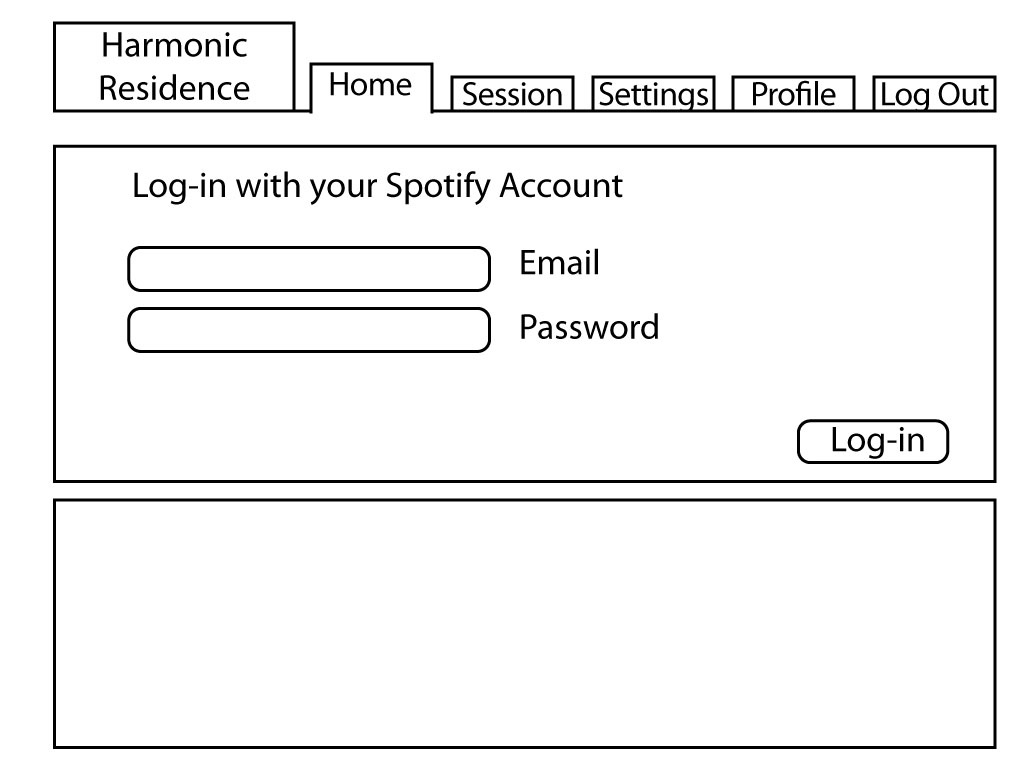 Harmonic
Residence
Home
Session
Settings
Profile
Log Out
Log-in with your Spotify Account
Email
Password
Log-in